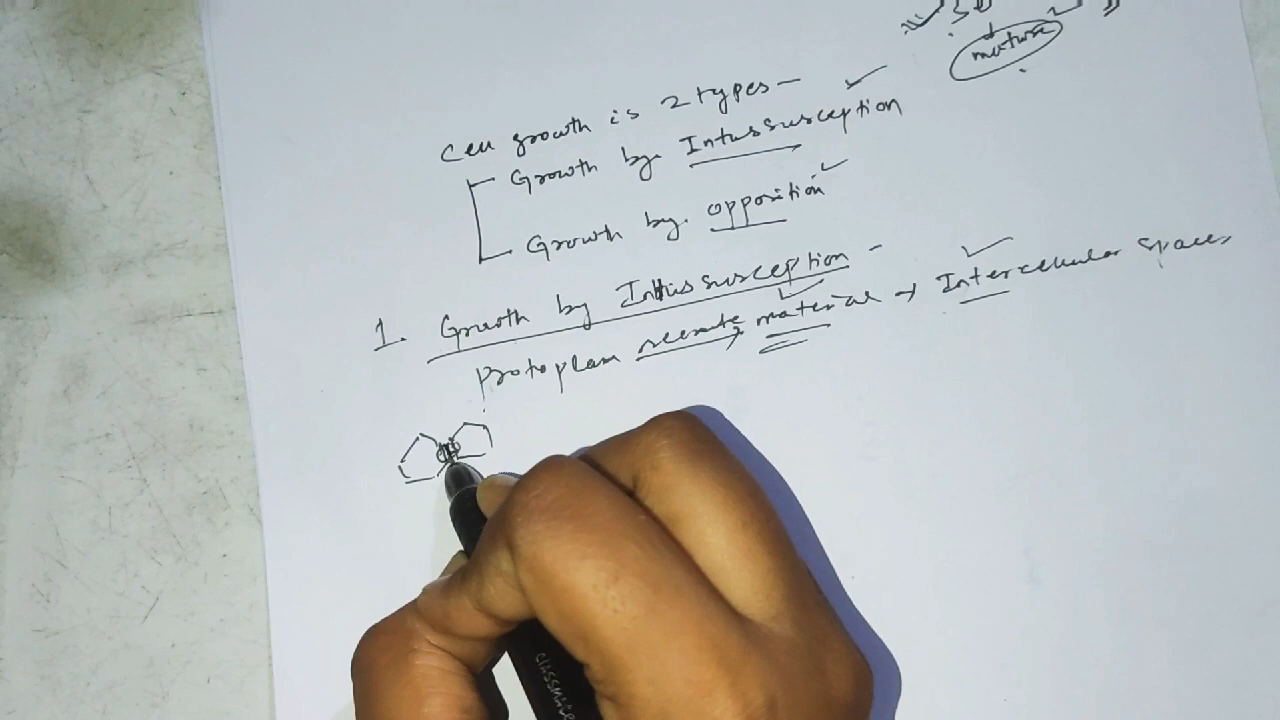 mature
Cell growth is 2 types -
Growth by Intussusception
Growth by opposition
1. Growth by Intussusception -
Protoplasm secrete material → Intercellular spaces
classmate